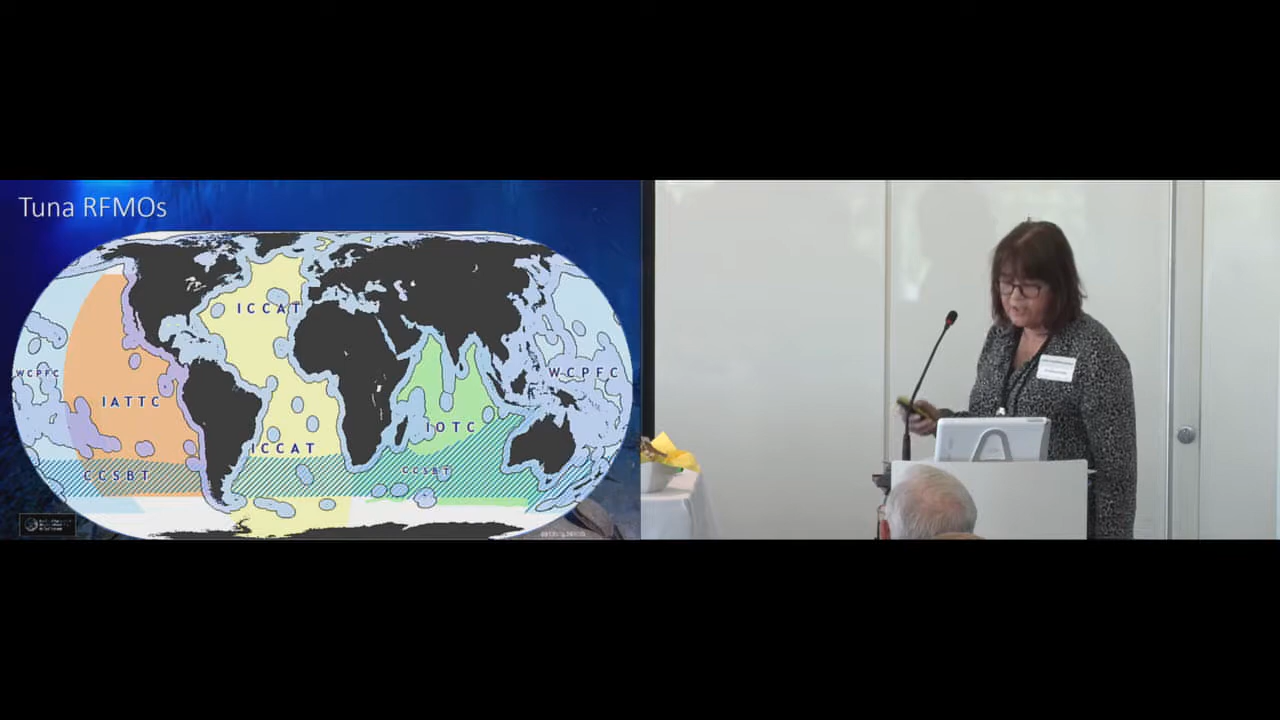 Tuna RFMOs
ICCAT
WCPFC
WCPFC
IATTC
IOTC
ICCAT
CCSBT
CCSBT